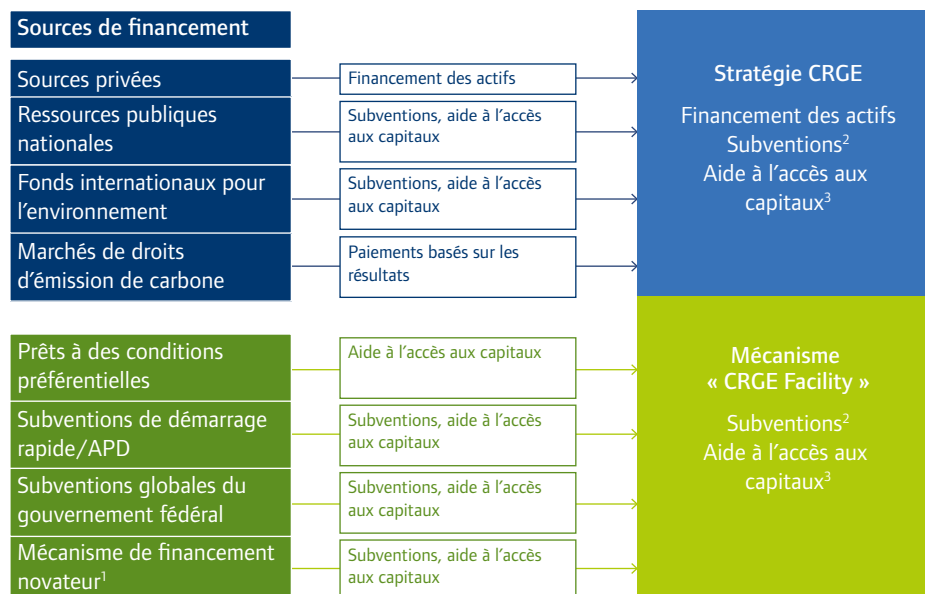 Sources de financement
Sources privées
Financement des actifs
Ressources publiques
nationales
Subventions, aide à l'accès
aux capitaux
Fonds internationaux pour
l'environnement
Subventions, aide à l'accès
aux capitaux
Marchés de droits
d'émission de carbone
Paiements basés sur les
résultats
Stratégie CRGE
Financement des actifs
Subventions²
Aide à l'accès aux
capitaux³
Prêts à des conditions
préférentielles
Aide à l'accès aux capitaux
Subventions de démarrage
rapide/APD
Subventions, aide à l'accès
aux capitaux
Subventions globales du
gouvernement fédéral
Subventions, aide à l'accès
aux capitaux
Mécanisme de financement
novateur¹
Subventions, aide à l'accès
aux capitaux
Mécanisme
« CRGE Facility »
Subventions²
Aide à l'accès aux
capitaux³